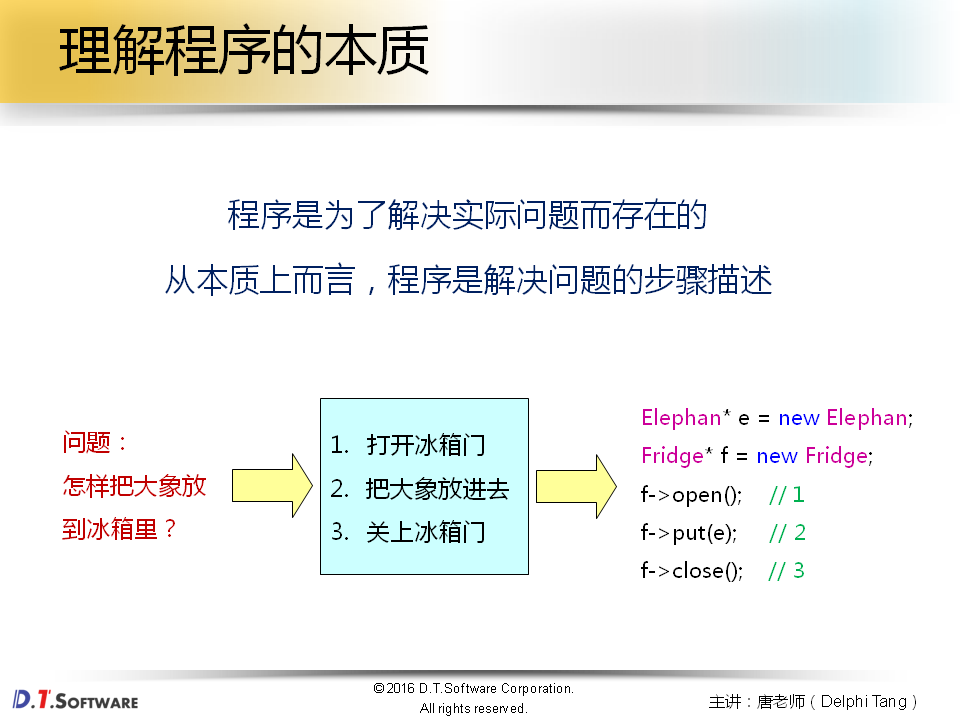 理解程序的本质
程序是为了解决实际问题而存在的
从本质上而言，程序是解决问题的步骤描述
问题：
怎样把大象放
到冰箱里？
1. 打开冰箱门
2. 把大象放进去
3. 关上冰箱门
Elephan* e = new Elephan;
Fridge* f = new Fridge;
f->open(); // 1
f->put(e); // 2
f->close(); // 3
D.T.SOFTWARE
©2016 D.T.Software Corporation.
All rights reserved.
主讲：唐老师（Delphi Tang）